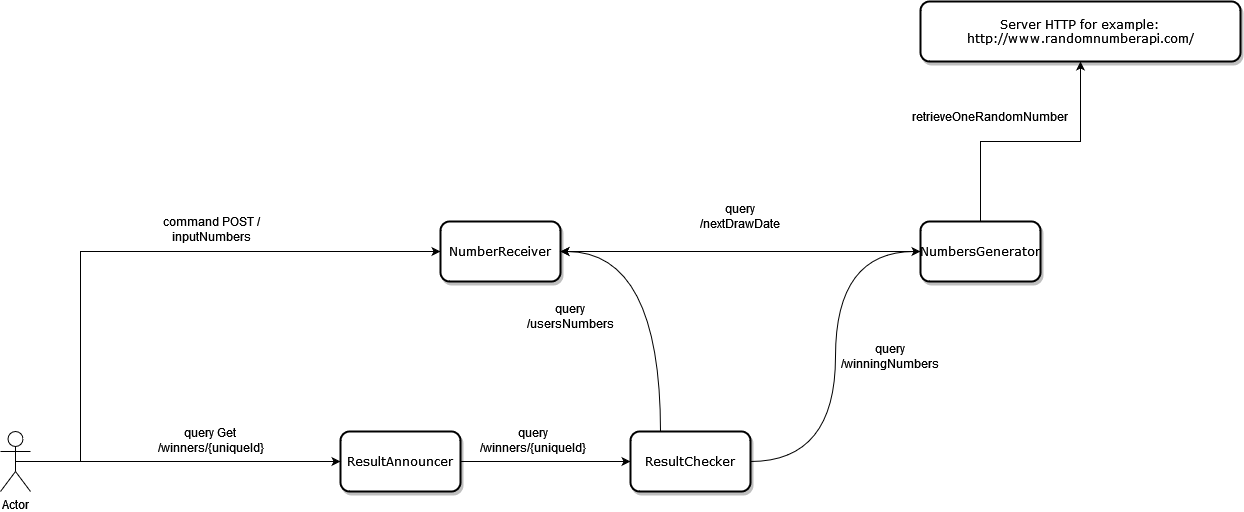 Server HTTP for example:
http://www.randomnumberapi.com/
retrieveOneRandomNumber
command POST /
inputNumbers
query
/nextDrawDate
NumberReceiver
NumbersGenerator
query
/usersNumbers
query
/winningNumbers
query Get
/winners/{uniqueId}
query
/winners/{uniqueId}
ResultAnnouncer
ResultChecker
Actor